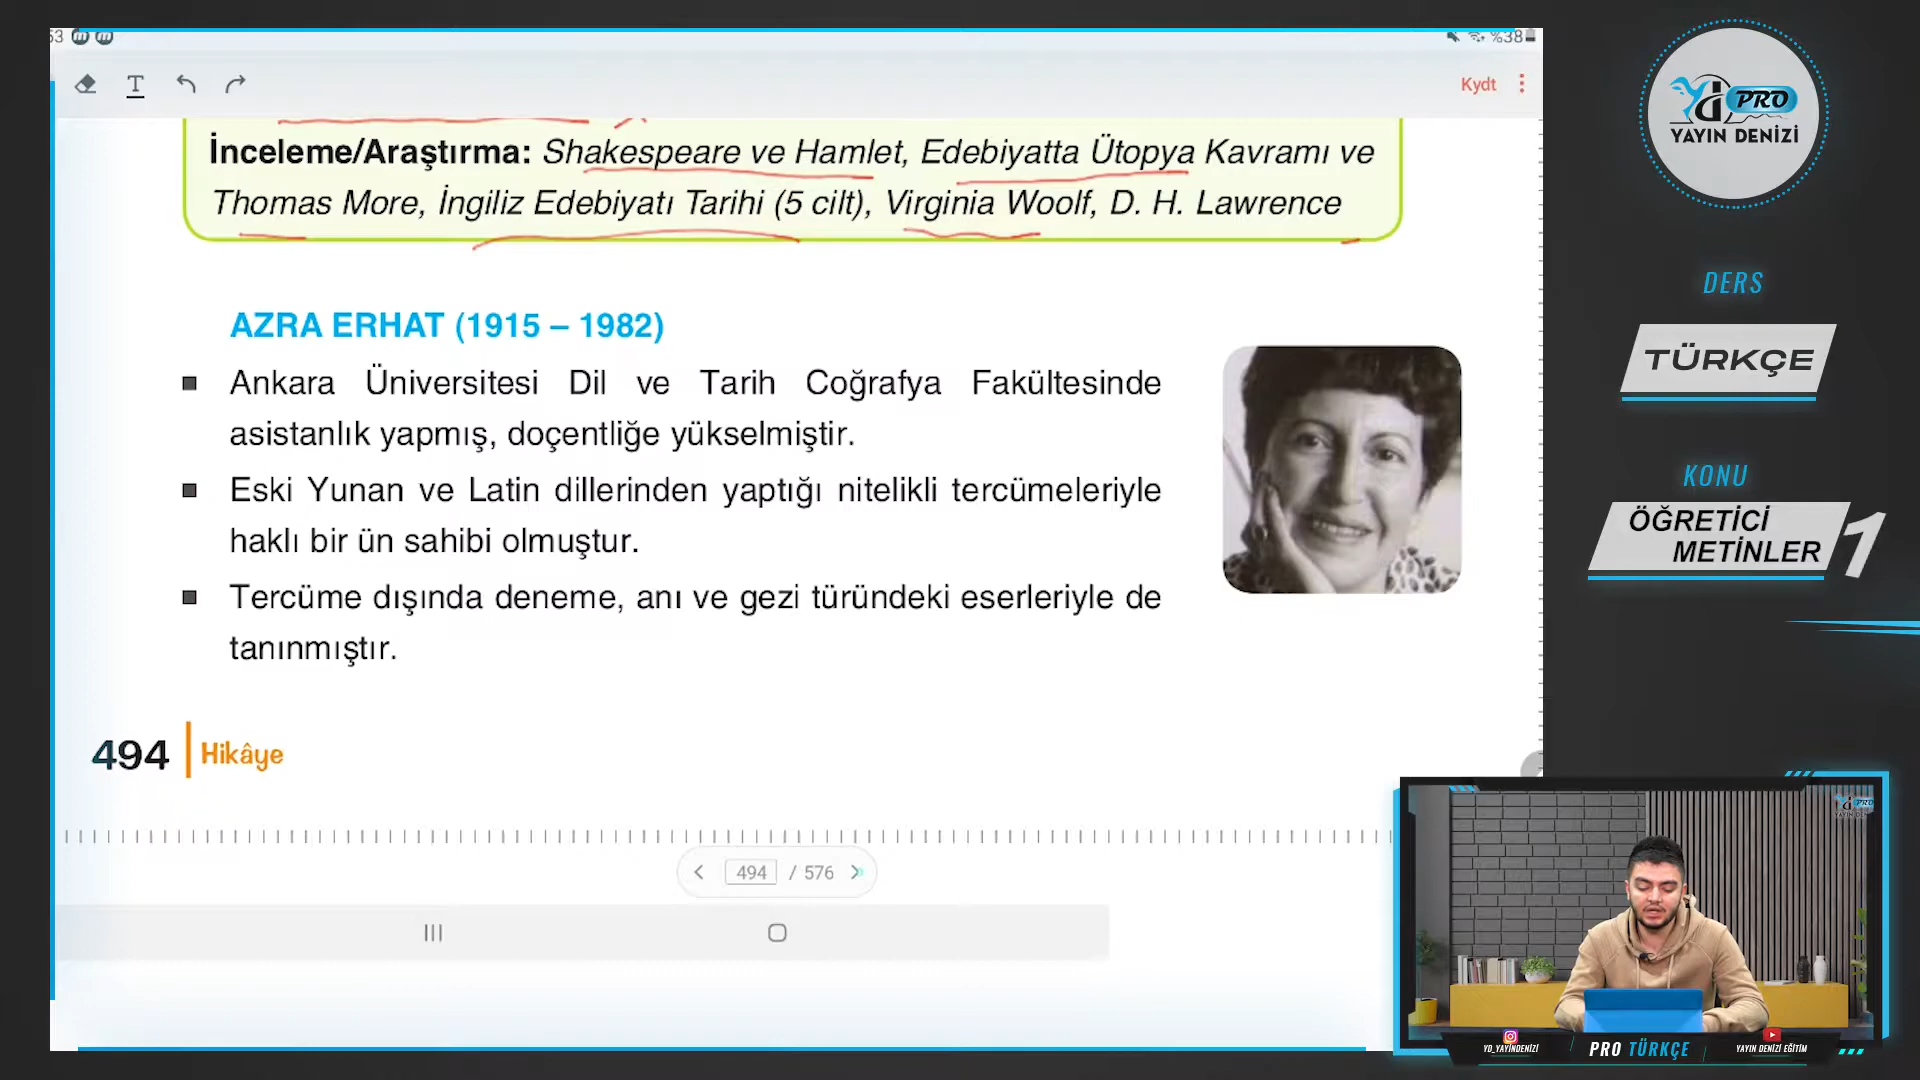 53
%38
T
Kydt
İnceleme/Araştırma: Shakespeare ve Hamlet, Edebiyatta Ütopya Kavramı ve
Thomas More, İngiliz Edebiyatı Tarihi (5 cilt), Virginia Woolf, D. H. Lawrence
AZRA ERHAT (1915 – 1982)
Ankara Üniversitesi Dil ve Tarih Coğrafya Fakültesinde
asistanlık yapmış, doçentliğe yükselmiştir.
Eski Yunan ve Latin dillerinden yaptığı nitelikli tercümeleriyle
haklı bir ün sahibi olmuştur.
Tercüme dışında deneme, anı ve gezi türündeki eserleriyle de
tanınmıştır.
494 Hikâye
494 / 576
Yd PRO
YAYIN DENİZİ
DERS
TÜRKÇE
KONU
ÖĞRETİCİ
METİNLER 1
YD_YAYINDENIZI
PRO TÜRKÇE
YAYIN DENİZİ EĞİTİM